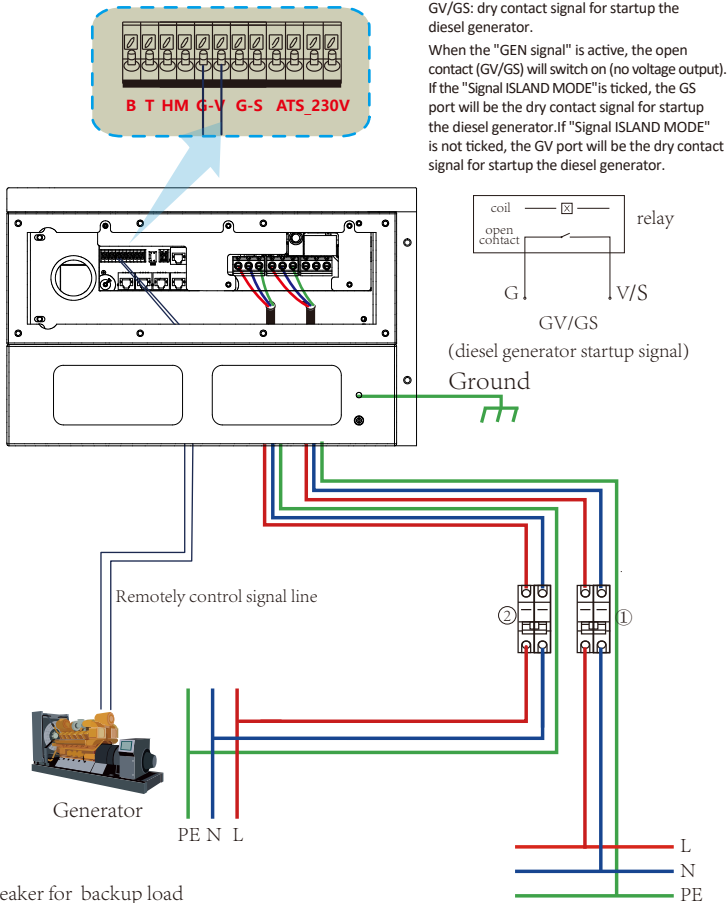 GV/GS: dry contact signal for startup the
diesel generator.
When the "GEN signal" is active, the open
contact (GV/GS) will switch on (no voltage output).
If the "Signal ISLAND MODE"is ticked, the GS
port will be the dry contact signal for startup
the diesel generator.If "Signal ISLAND MODE"
is not ticked, the GV port will be the dry contact
signal for startup the diesel generator.
B T HM G-V G-S ATS_230V
coil
open
contact
relay
G
V/S
GV/GS
(diesel generator startup signal)
Ground
Remotely control signal line
②
①
Generator
PE N L
L
N
PE
eaker for backup load